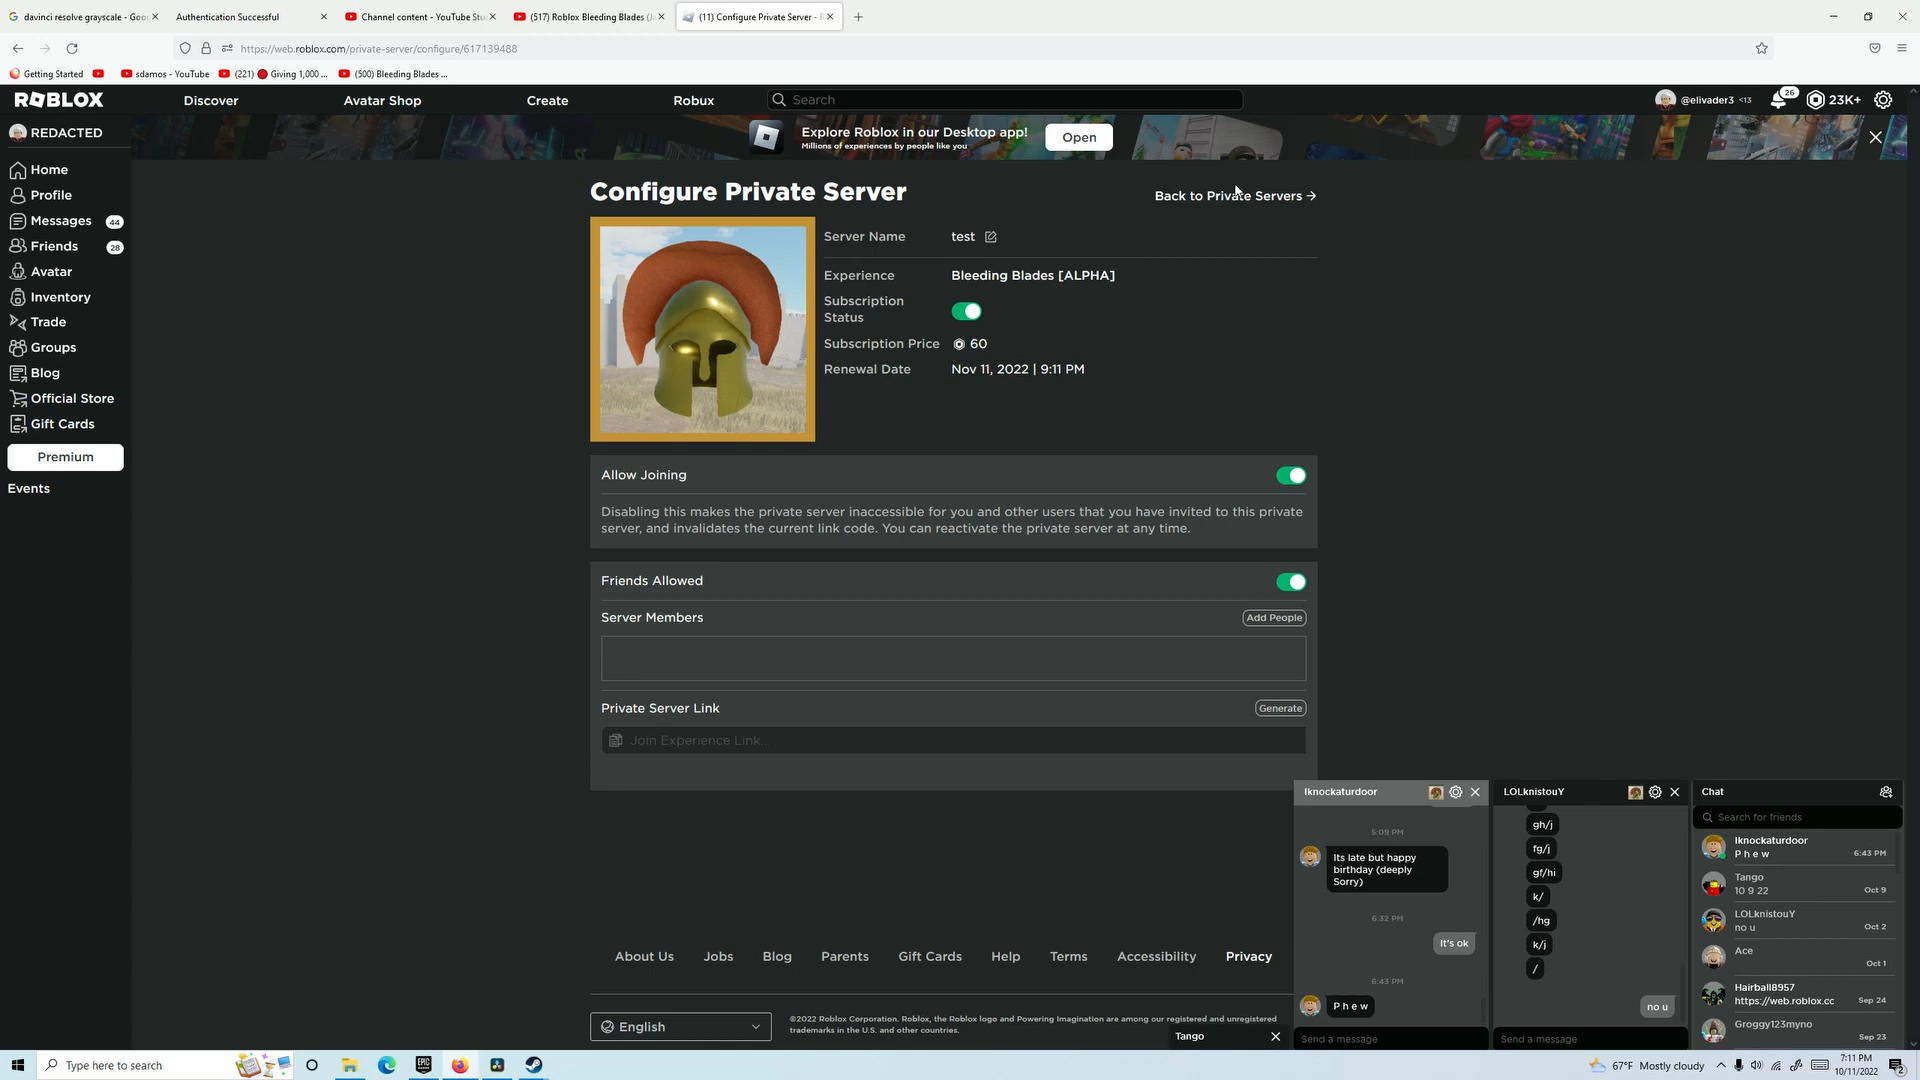 davinci resolve grayscale - Goog
Authentication Successful
Channel content - YouTube Stu
(517) Roblox Bleeding Blades (
(11) Configure Private Server - R
https://web.roblox.com/private-server/configure/617139488
Getting Started
sdamos - YouTube
(221)
Giving 1,000 ...
(500) Bleeding Blades ...
ROBLOX
Discover
Avatar Shop
Create
Robux
Search
@elivader3 <13
26
23K+
REDACTED
Explore Roblox in our Desktop app!
Millions of experiences by people like you
Open
Home
Profile
Messages 44
Friends 28
Avatar
Inventory
Trade
Groups
Blog
Official Store
Gift Cards
Premium
Events
Configure Private Server
Back to Private Servers →
Server Name test
Experience Bleeding Blades [ALPHA]
Subscription
Status
Subscription Price 60
Renewal Date Nov 11, 2022 | 9:11 PM
Allow Joining
Disabling this makes the private server inaccessible for you and other users that you have invited to this private
server, and invalidates the current link code. You can reactivate the private server at any time.
Friends Allowed
Server Members
Add People
Private Server Link
Generate
Join Experience Link...
About Us
Jobs
Blog
Parents
Gift Cards
Help
Terms
Accessibility
Privacy
English
©2022 Roblox Corporation. Roblox, the Roblox logo and Powering Imagination are among our registered and unregistered
trademarks in the U.S. and other countries.
Tango
Iknockaturdoor
5:09 PM
Its late but happy
birthday (deeply
Sorry)
6:32 PM
It's ok
6:43 PM
P h e w
Send a message
LOLknistouY
gh/j
fg/j
gf/hi
k/
/hg
k/j
/
no u
Send a message
Chat
Search for friends
Iknockaturdoor
P h e w 6:43 PM
Tango
10 9 22 Oct 9
LOLknistouY
no u Oct 2
Ace
Oct 1
Hairball8957
https://web.roblox.cc Sep 24
Groggy123myno
Sep 23
Type here to search
EPIC
67°F Mostly cloudy
7:11 PM
10/11/2022
2